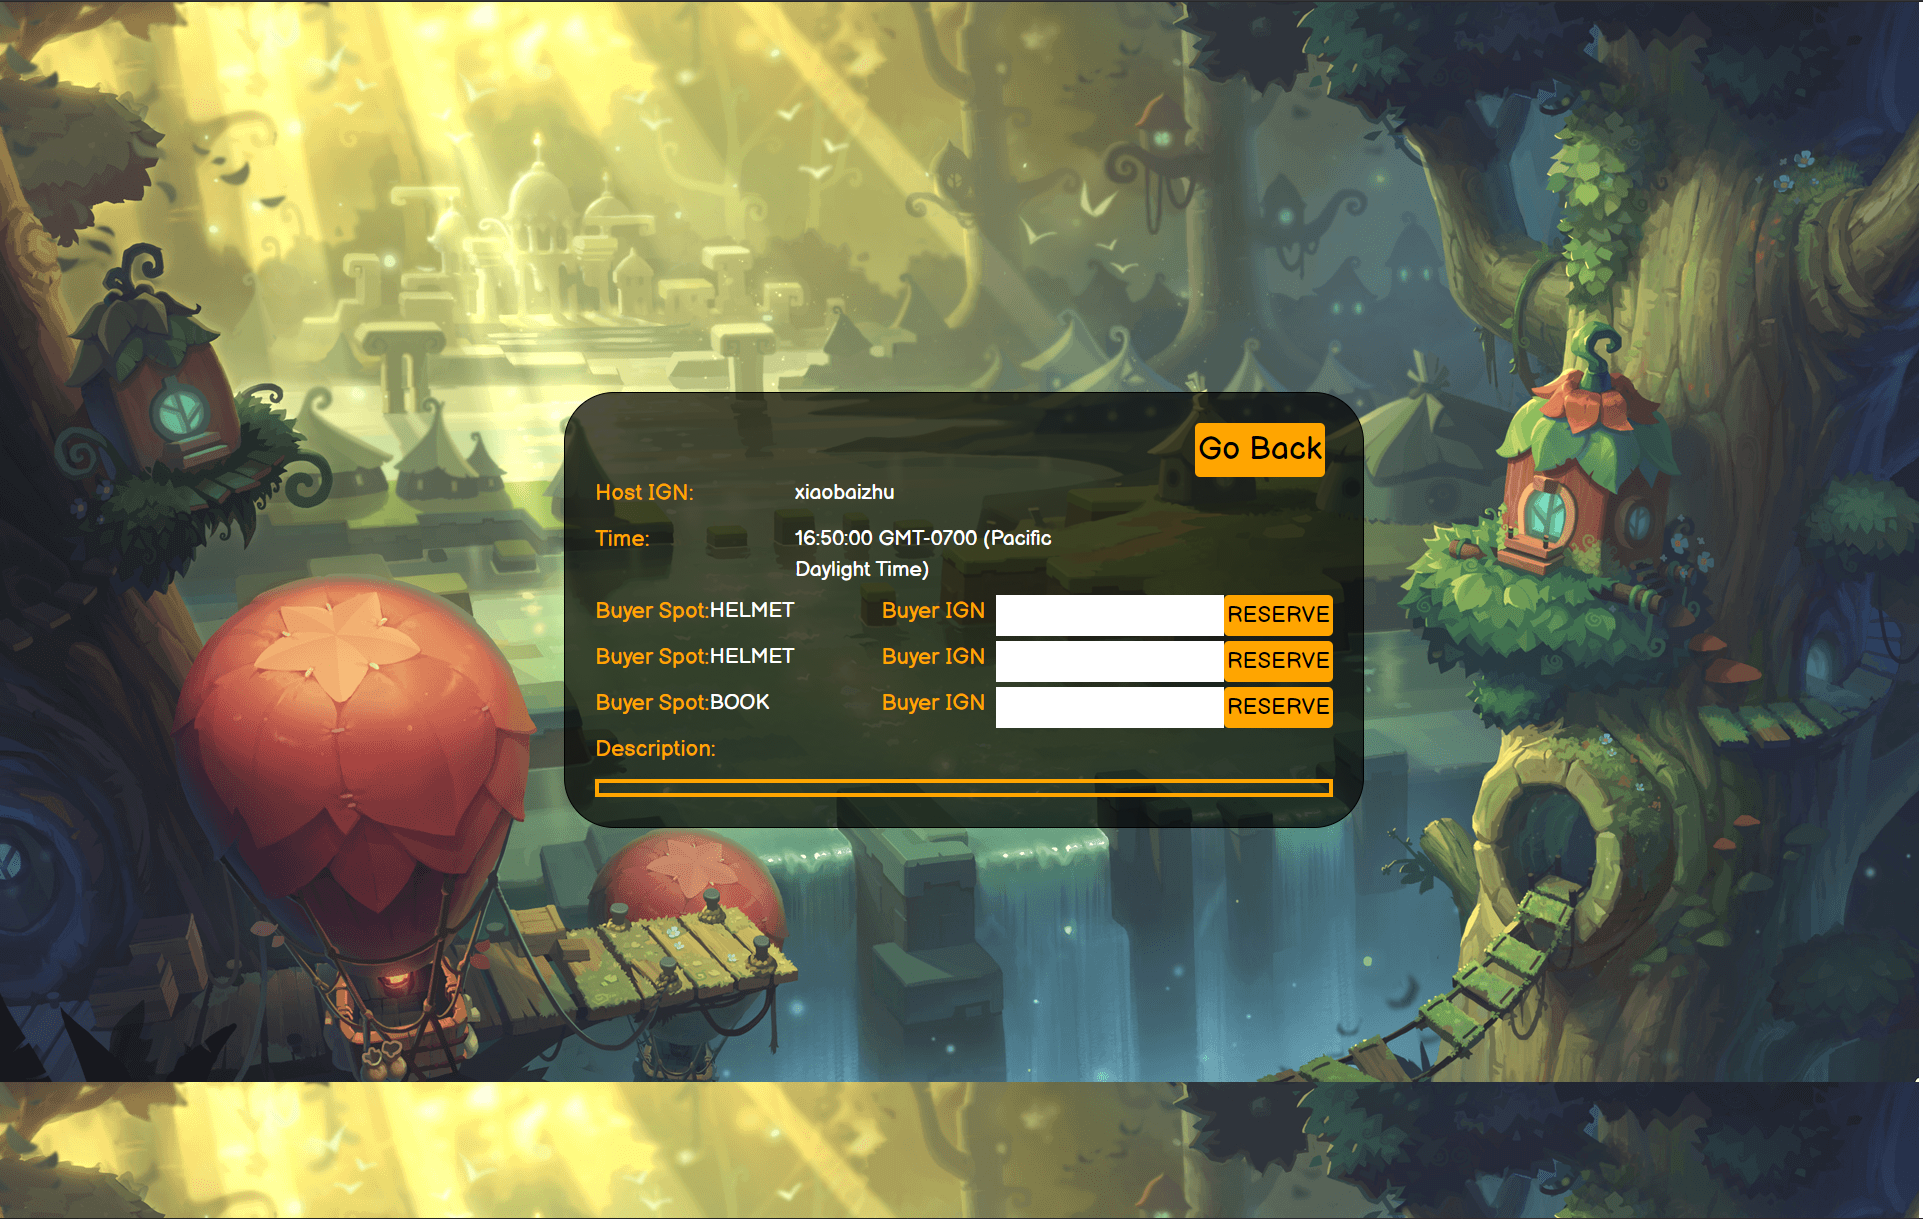 Go Back
Host IGN: xiaobaizhu
Time: 16:50:00 GMT-0700 (Pacific
Daylight Time)
Buyer Spot:HELMET Buyer IGN RESERVE
Buyer Spot:HELMET Buyer IGN RESERVE
Buyer Spot:BOOK Buyer IGN RESERVE
Description: